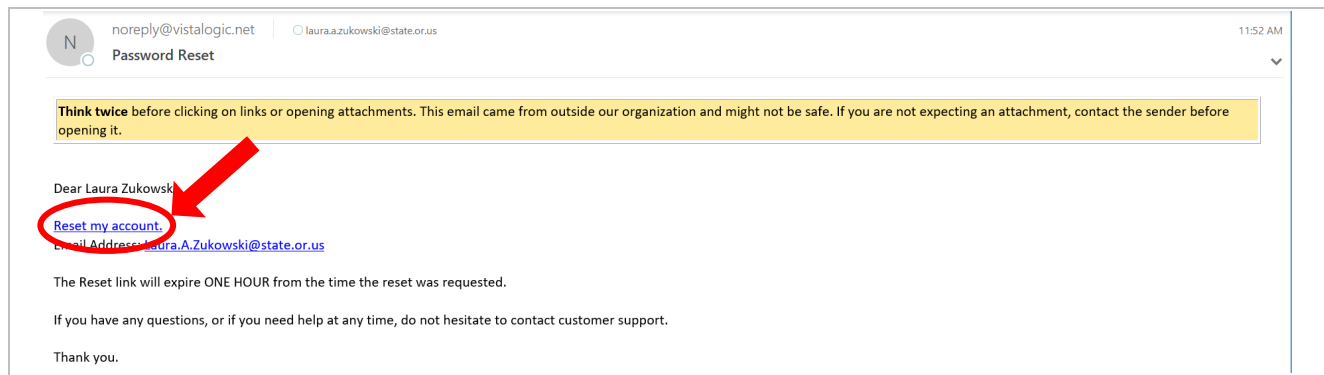 N
noreply@vistalogic.net laura.a.zukowski@state.or.us 11:52 AM
Password Reset
Think twice before clicking on links or opening attachments. This email came from outside our organization and might not be safe. If you are not expecting an attachment, contact the sender before
opening it.
Dear Laura Zukowsk
Reset my account.
Email Address: Laura.A.Zukowski@state.or.us
The Reset link will expire ONE HOUR from the time the reset was requested.
If you have any questions, or if you need help at any time, do not hesitate to contact customer support.
Thank you.